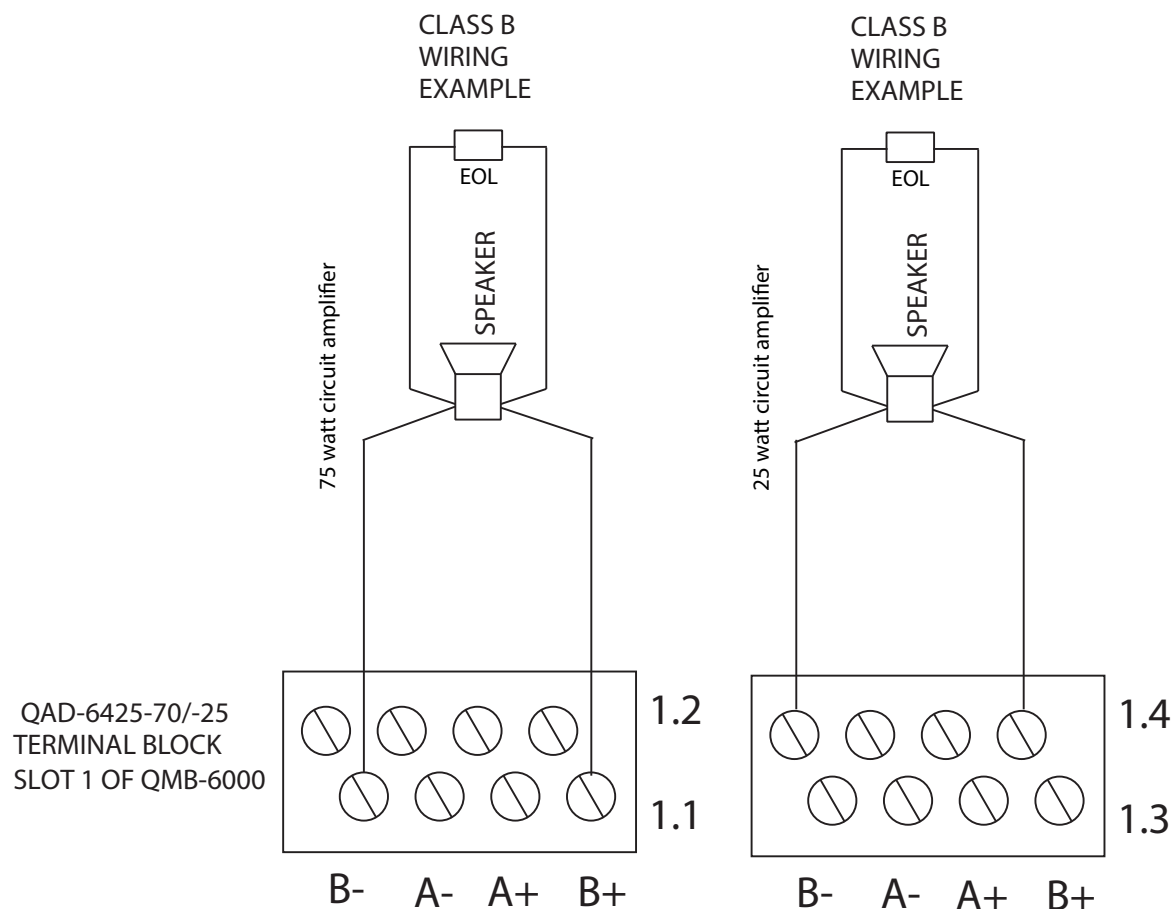 CLASS B
WIRING
EXAMPLE
EOL
SPEAKER
75 watt circuit amplifier
CLASS B
WIRING
EXAMPLE
EOL
SPEAKER
25 watt circuit amplifier
QAD-6425-70/-25
TERMINAL BLOCK
SLOT 1 OF QMB-6000
1.2
1.1
B- A- A+ B+
1.4
1.3
B- A- A+ B+